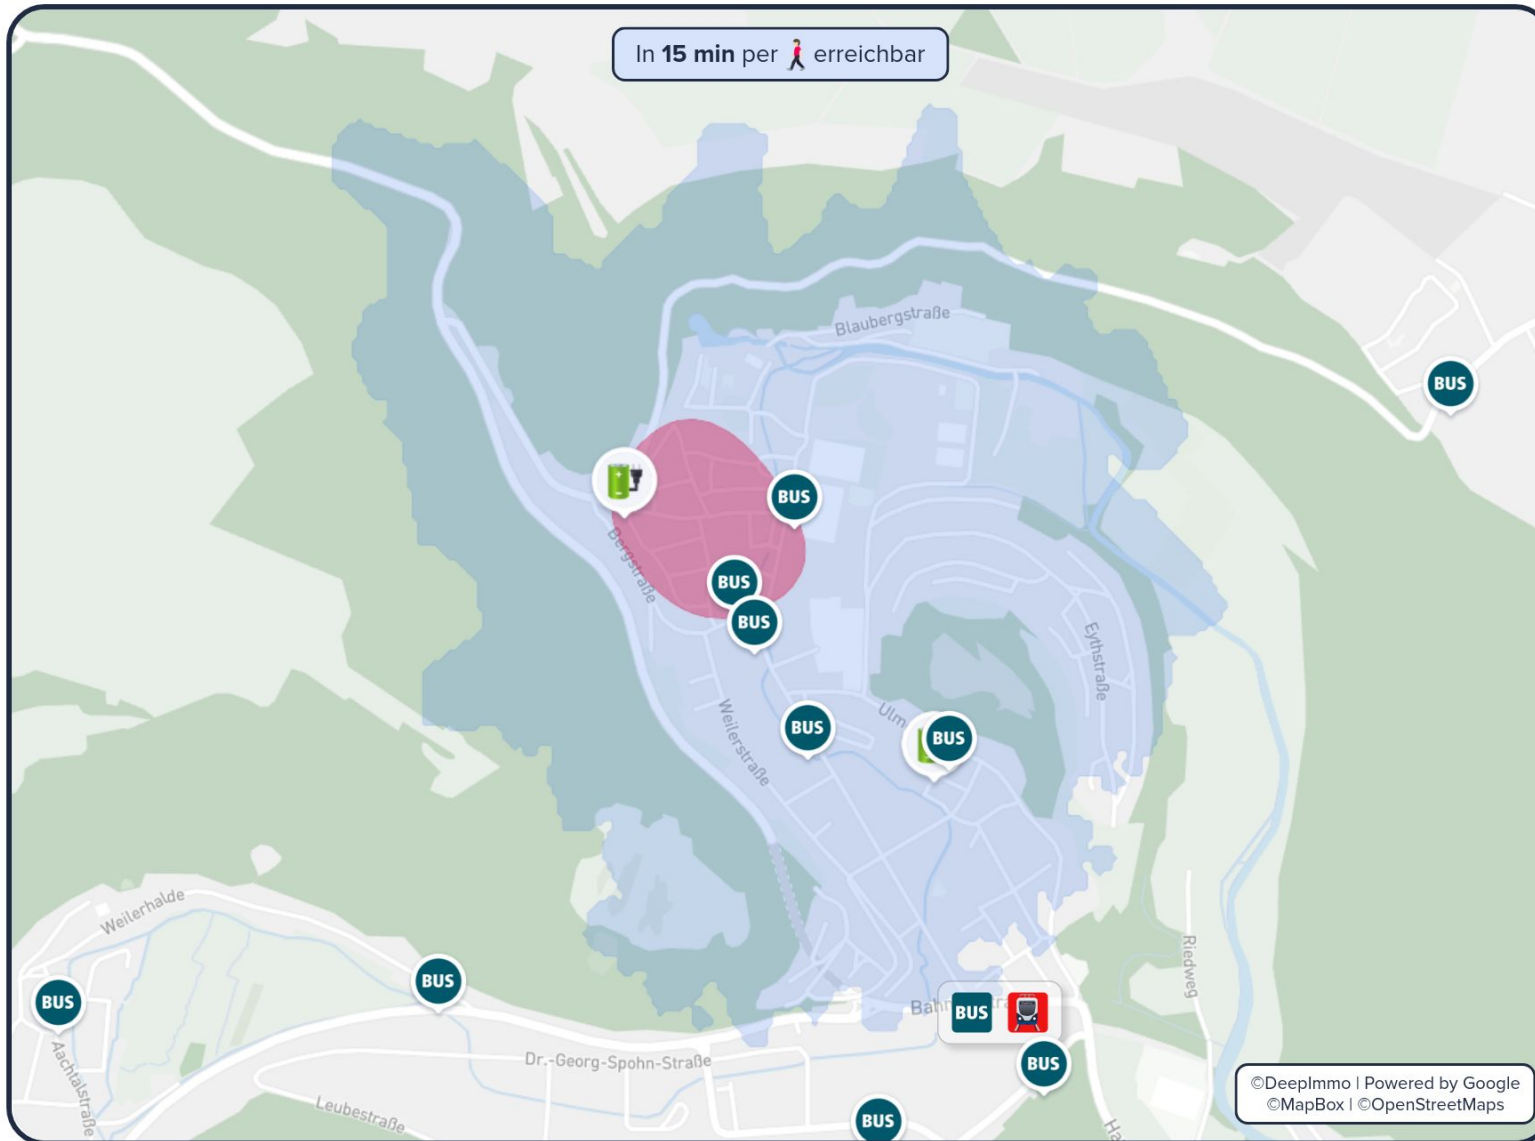 In 15 min per erreichbar
Blaubergstraße
BUS
BUS
Bergstraße
BUS
BUS
Eythstraße
Weilerstraße
Ulm
BUS
BUS
Weilerhalde
BUS
BUS
Riedweg
Bahn
BUS
Aachtalstraße
Dr.-Georg-Spohn-Straße
BUS
Leubestraße
BUS
©DeepImmo | Powered by Google
©MapBox | ©OpenStreetMaps